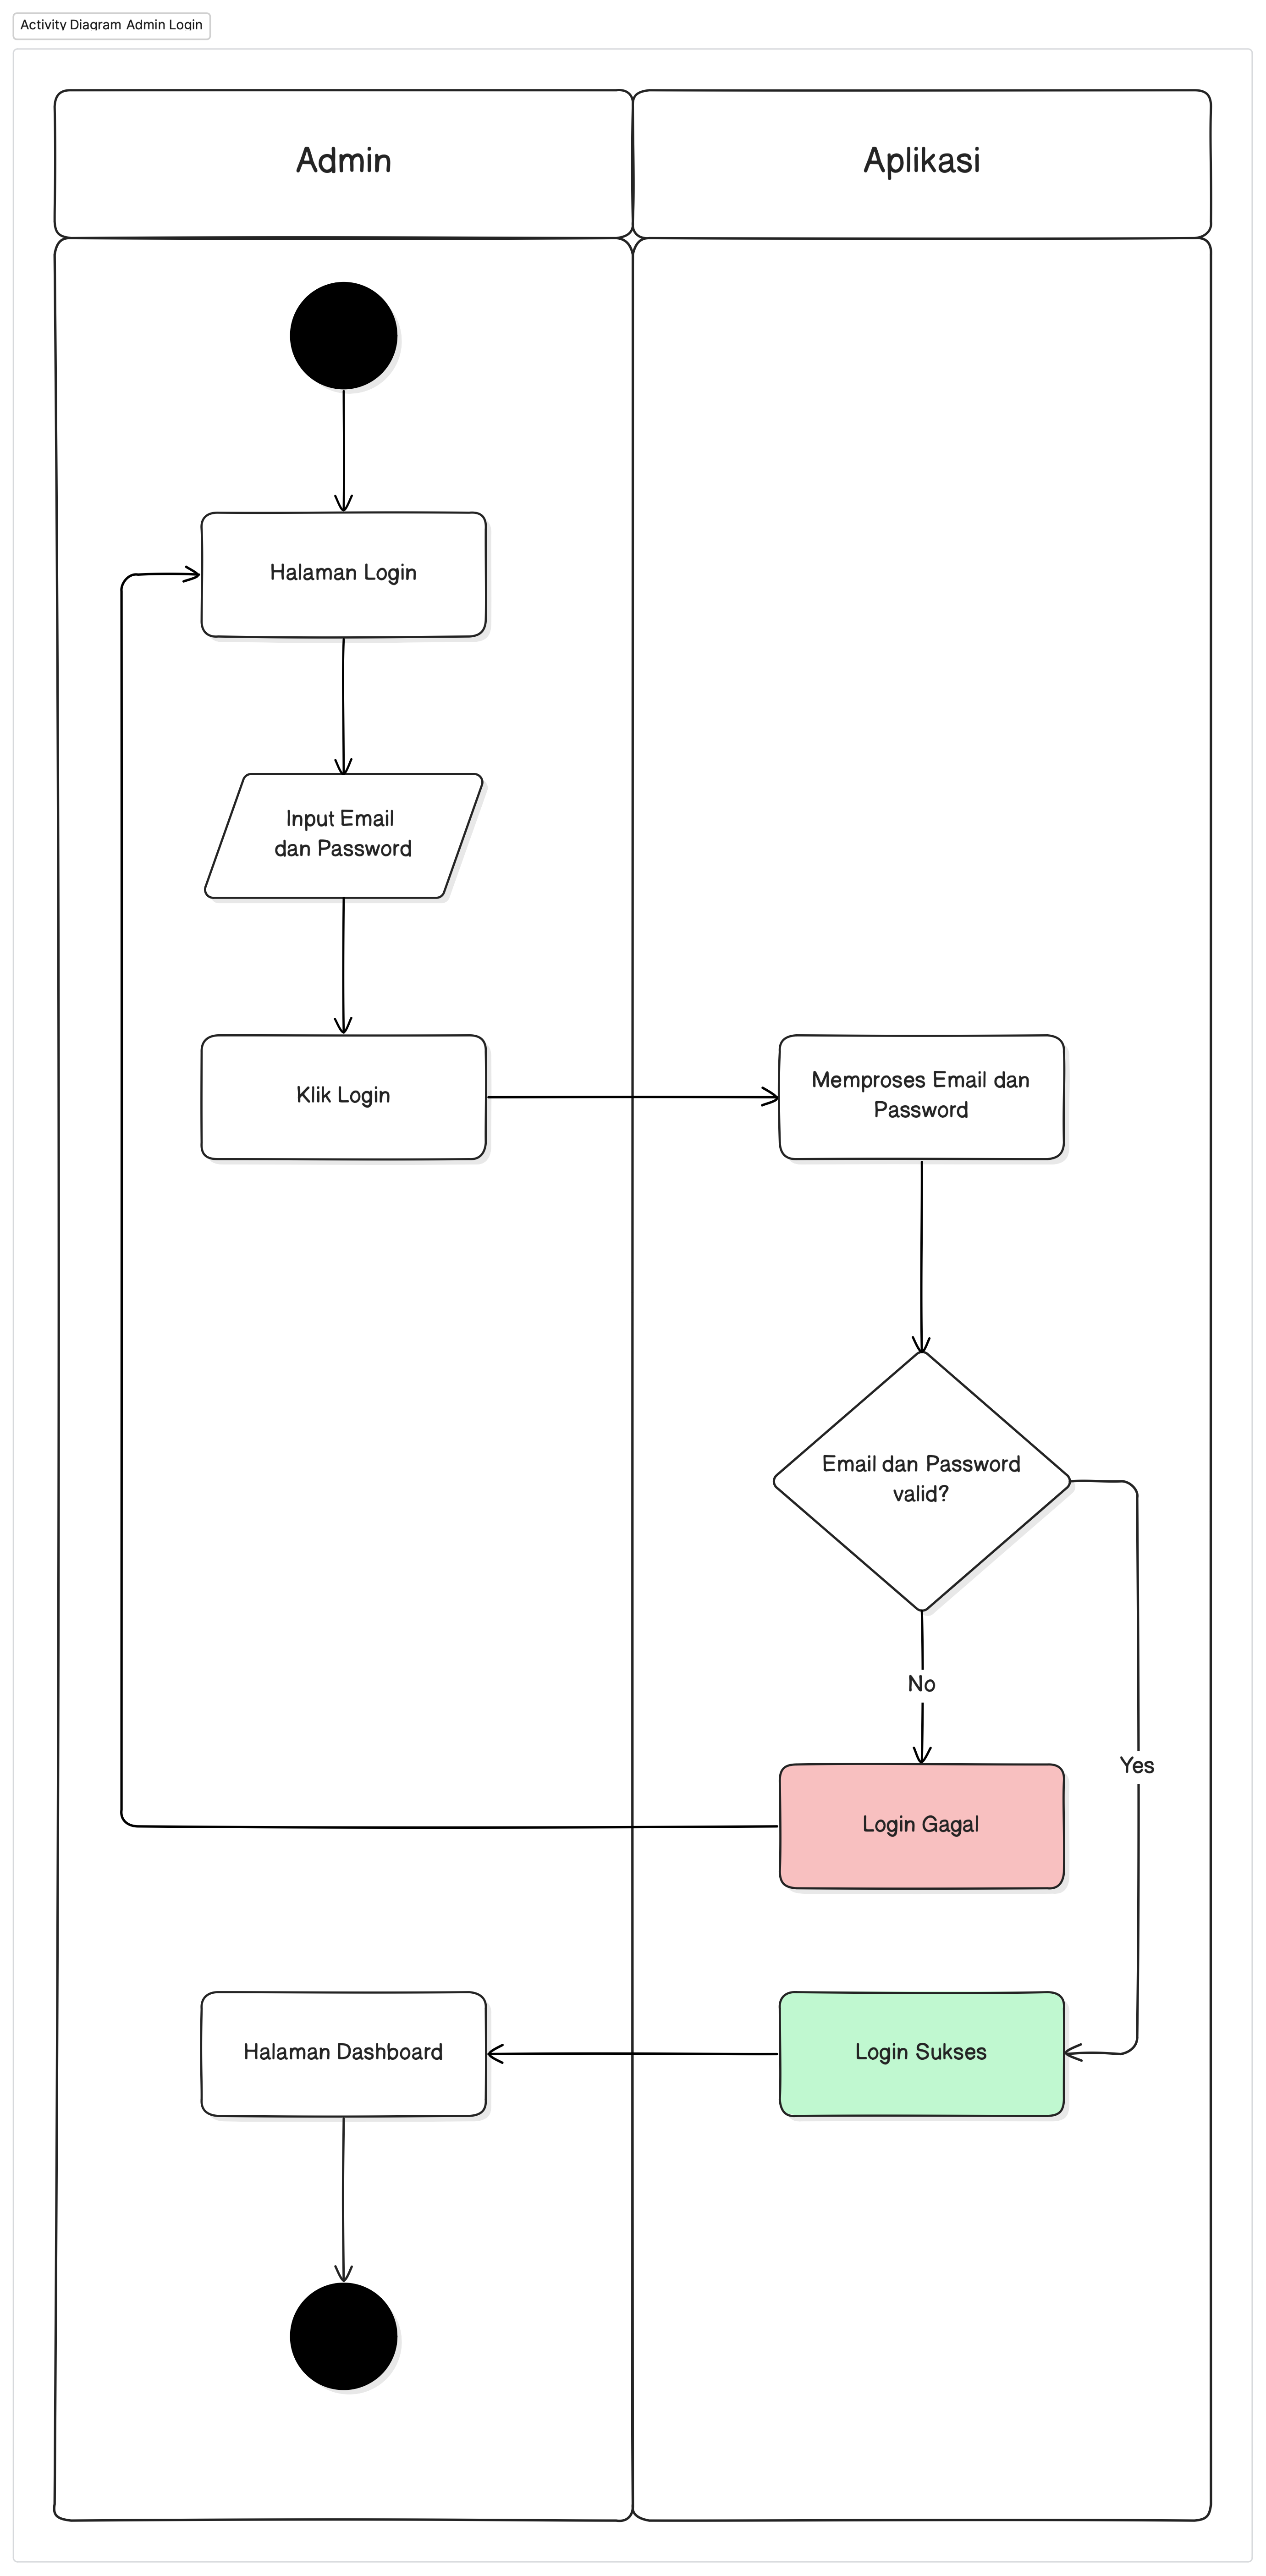 Activity Diagram Admin Login
Admin
Aplikasi
Halaman Login
Input Email
dan Password
Klik Login
Memproses Email dan
Password
Email dan Password
valid?
No
Yes
Login Gagal
Halaman Dashboard
Login Sukses